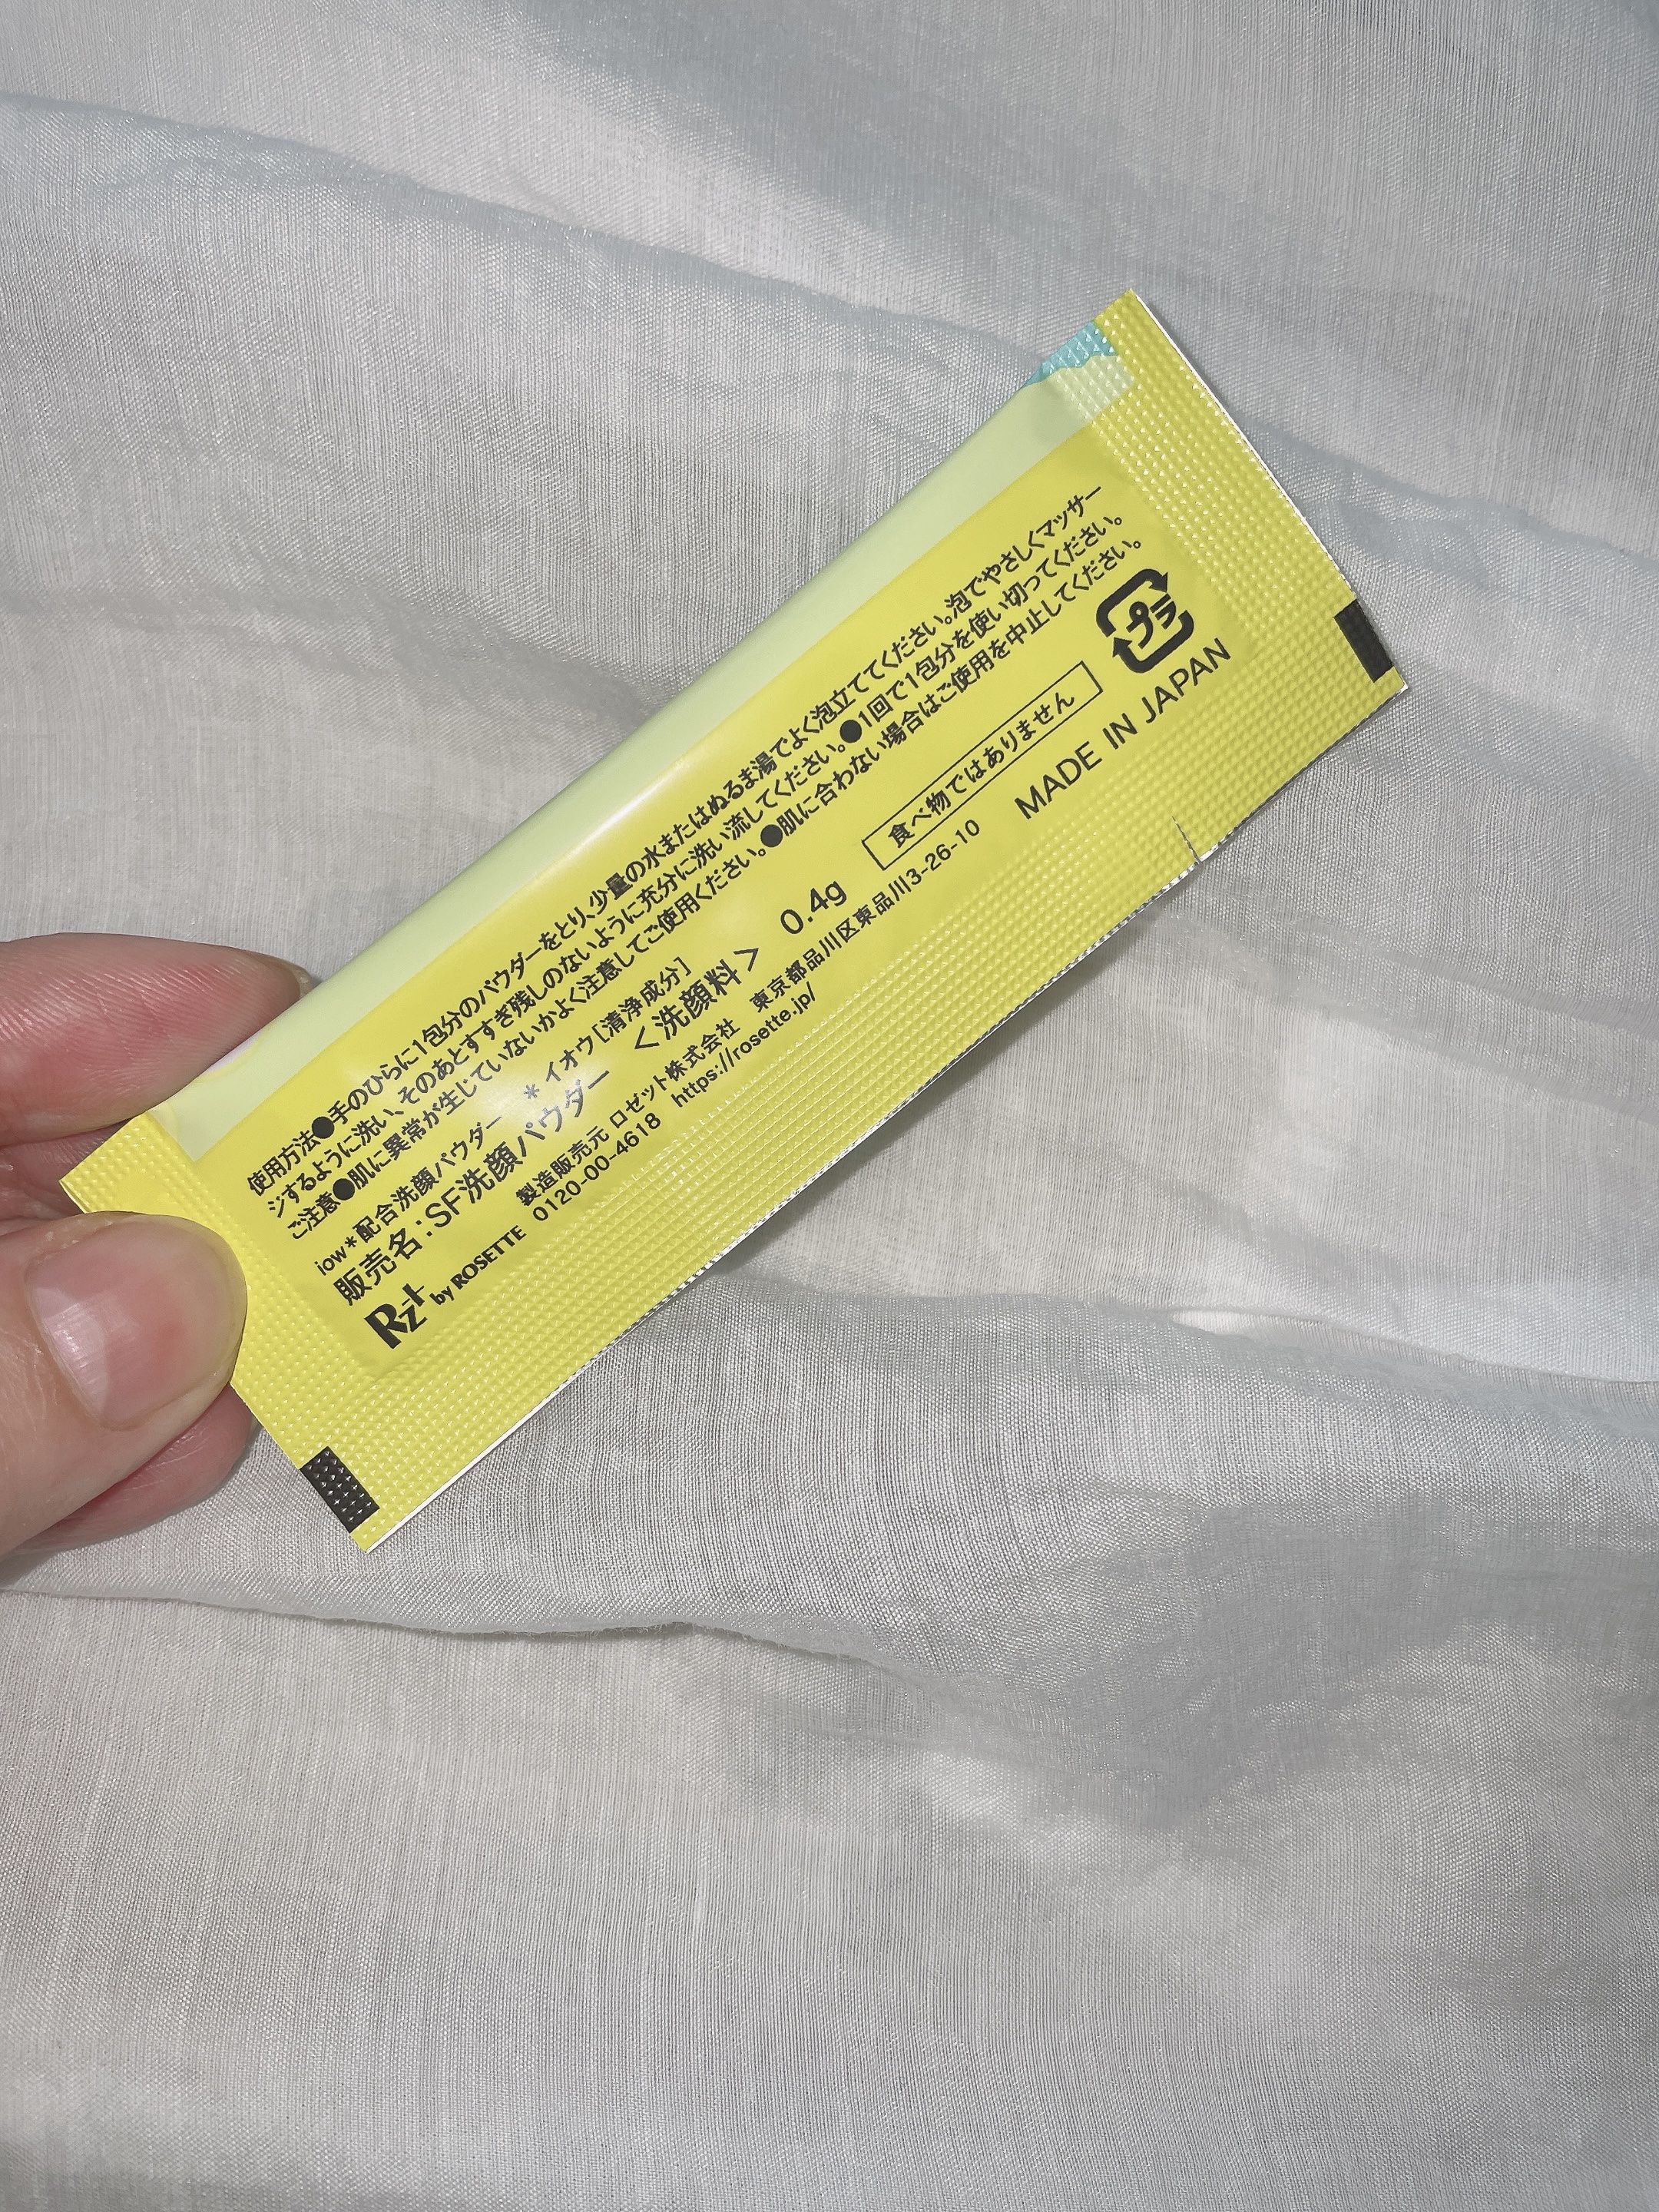 使用方法●手のひらに1包分のパウダーをとり、少量の水またはぬるま湯でよく泡立ててください。泡でやさしくマッサー
ジするように洗い、そのあとすすぎ残しのないように充分に洗い流してください。●1回で1包分を使い切ってください。
ご注意●肌に異常が生じていないかよく注意してご使用ください。●肌に合わない場合はご使用を中止してください。
iow*配合洗顔パウダー *イオウ[清浄成分]
販売名:SF洗顔パウダー <洗顔料> 0.4g
食べ物ではありません
プラ
Rz+ by ROSETTE
製造販売元 ロゼット株式会社 東京都品川区東品川3-26-10
0120-00-4618 https://rosette.jp/
MADE IN JAPAN